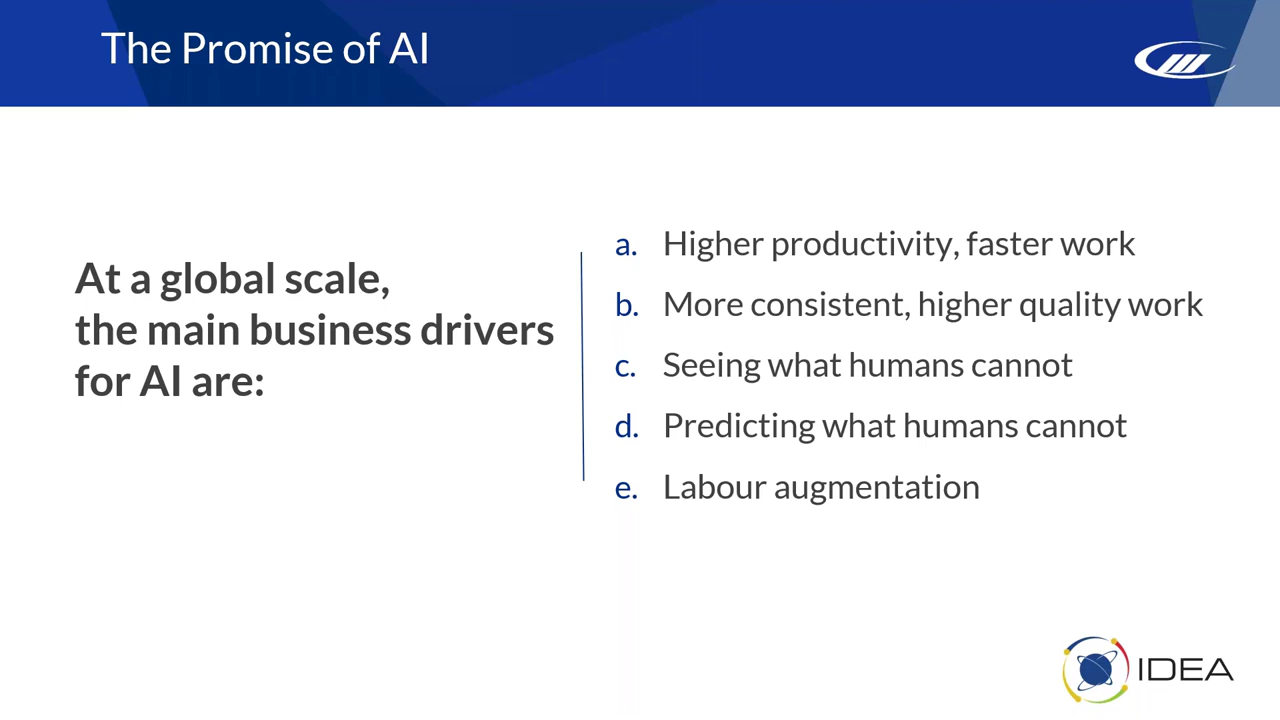 The Promise of AI
At a global scale,
the main business drivers
for AI are:
a. Higher productivity, faster work
b. More consistent, higher quality work
c. Seeing what humans cannot
d. Predicting what humans cannot
e. Labour augmentation
IDEA